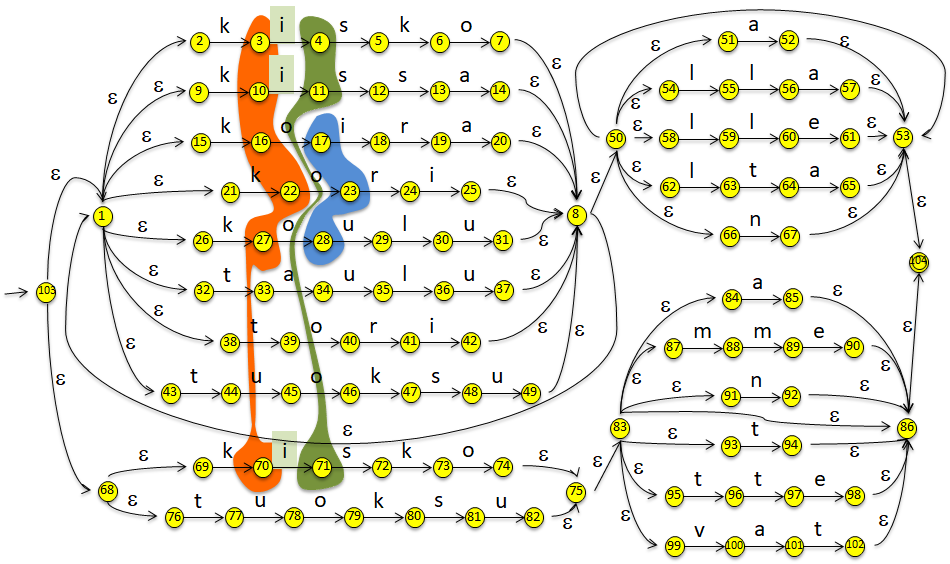 k i s k o
2 3 4 5 6 7
ε
k i s s a
ε 9 10 11 12 13 14 ε
k o i r a
ε 15 16 17 18 19 20 ε
k o r i
ε 21 22 23 24 25 ε
k o u l u
ε 26 27 28 29 30 31 ε
t a u l u
ε 32 33 34 35 36 37 ε
t o r i
ε 38 39 40 41 42 ε
t u o k s u
ε 43 44 45 46 47 48 49 ε
ε 1 8 ε
103
ε
ε
k i s k o
ε 69 70 71 72 73 74 ε
68 75 ε
t u o k s u
ε 76 77 78 79 80 81 82 ε
a
ε 51 52 ε
l l a
ε 54 55 56 57 ε
l l e
50 ε 58 59 60 61 ε 53
l t a
ε 62 63 64 65 ε
n
ε 66 67 ε
ε
104
a
ε 84 85 ε
m m e
ε 87 88 89 90 ε
n
ε 91 92 ε
83 ε 86
t
ε 93 94 ε
t t e
ε 95 96 97 98 ε
v a t
ε 99 100 101 102 ε
ε